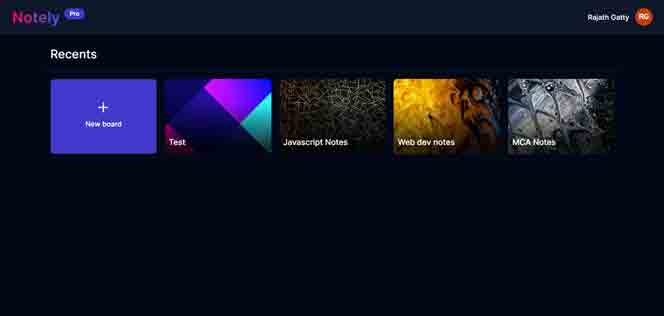 Notely Pro
Rajath Gatty RG
Recents
New board
Test
Javascript Notes
Web dev notes
MCA Notes